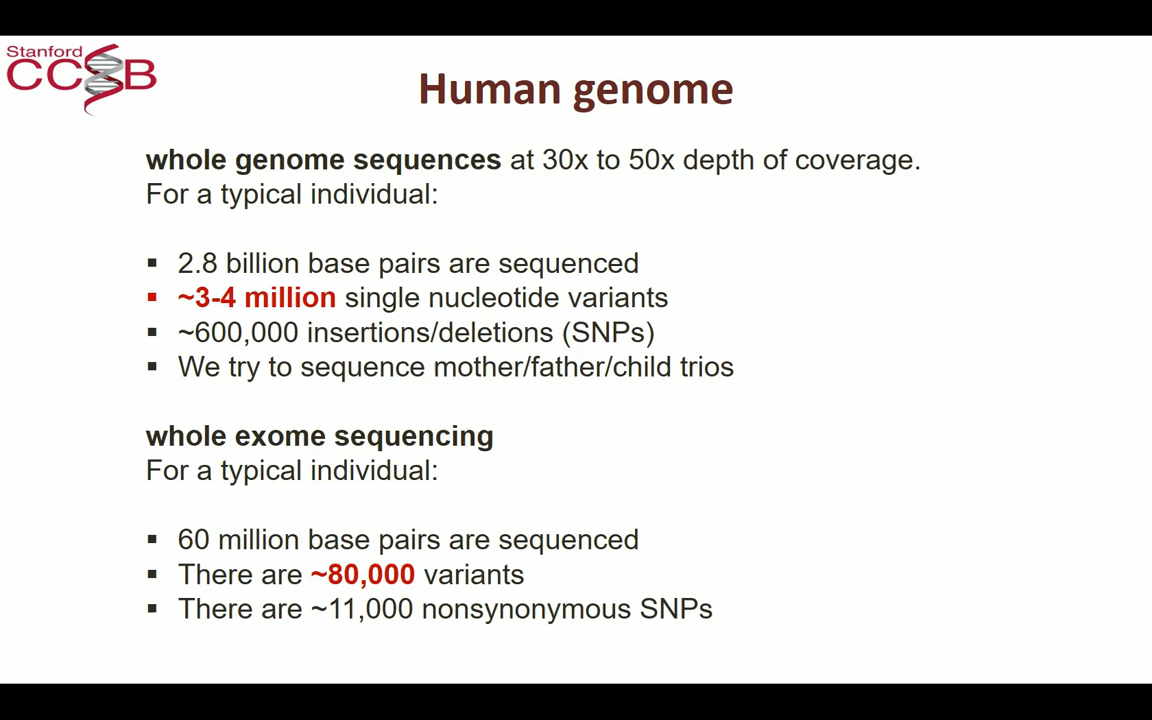 Stanford
CCSB
Human genome
whole genome sequences at 30x to 50x depth of coverage.
For a typical individual:
▪ 2.8 billion base pairs are sequenced
▪ ~3-4 million single nucleotide variants
▪ ~600,000 insertions/deletions (SNPs)
▪ We try to sequence mother/father/child trios
whole exome sequencing
For a typical individual:
▪ 60 million base pairs are sequenced
▪ There are ~80,000 variants
▪ There are ~11,000 nonsynonymous SNPs